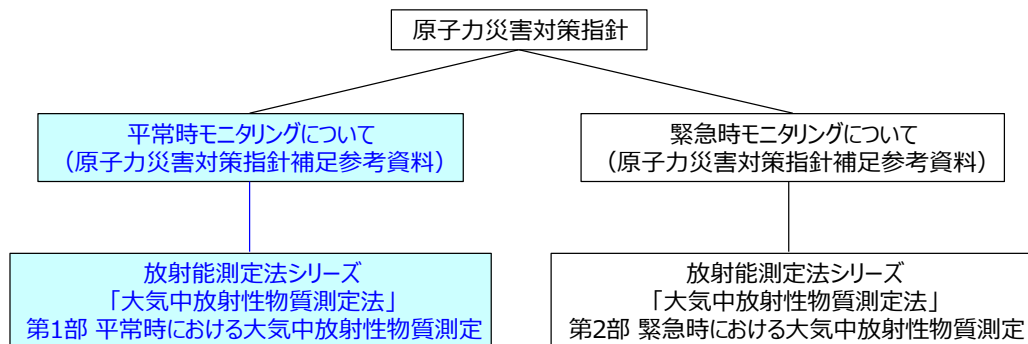 原子力災害対策指針
平常時モニタリングについて
（原子力災害対策指針補足参考資料）
緊急時モニタリングについて
（原子力災害対策指針補足参考資料）
放射能測定法シリーズ
「大気中放射性物質測定法」
第1部 平常時における大気中放射性物質測定
放射能測定法シリーズ
「大気中放射性物質測定法」
第2部 緊急時における大気中放射性物質測定